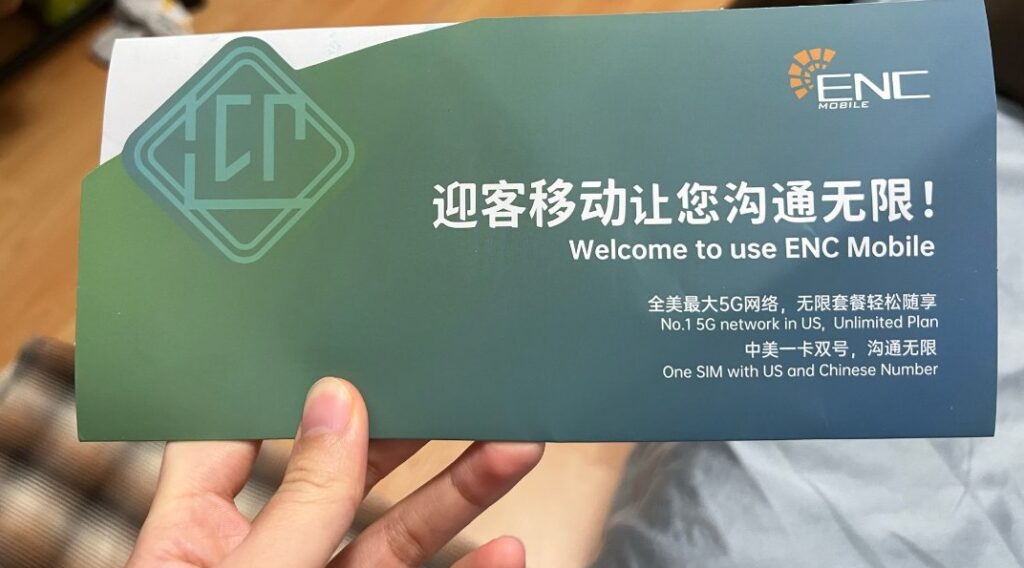 ENC
MOBILE
迎客移动让您沟通无限！
Welcome to use ENC Mobile
全美最大5G网络，无限套餐轻松随享
No.1 5G network in US, Unlimited Plan
中美一卡双号，沟通无限
One SIM with US and Chinese Number